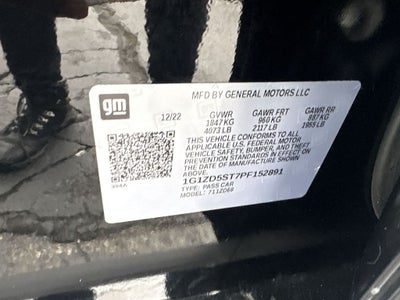 gm
MFD BY GENERAL MOTORS LLC
12/22 GVWR GAWR FRT GAWR RR
1847 KG 960 KG 887 KG
4073 LB 2117 LB 1955 LB
THIS VEHICLE CONFORMS TO ALL
APPLICABLE U.S. FEDERAL MOTOR
VEHICLE SAFETY, BUMPER, AND THEFT
PREVENTION STANDARDS IN EFFECT ON THE
DATE OF MANUFACTURE SHOWN ABOVE.
1G1ZD5ST7PF152891
TYPE: PASS CAR
MODEL: 711ZD69